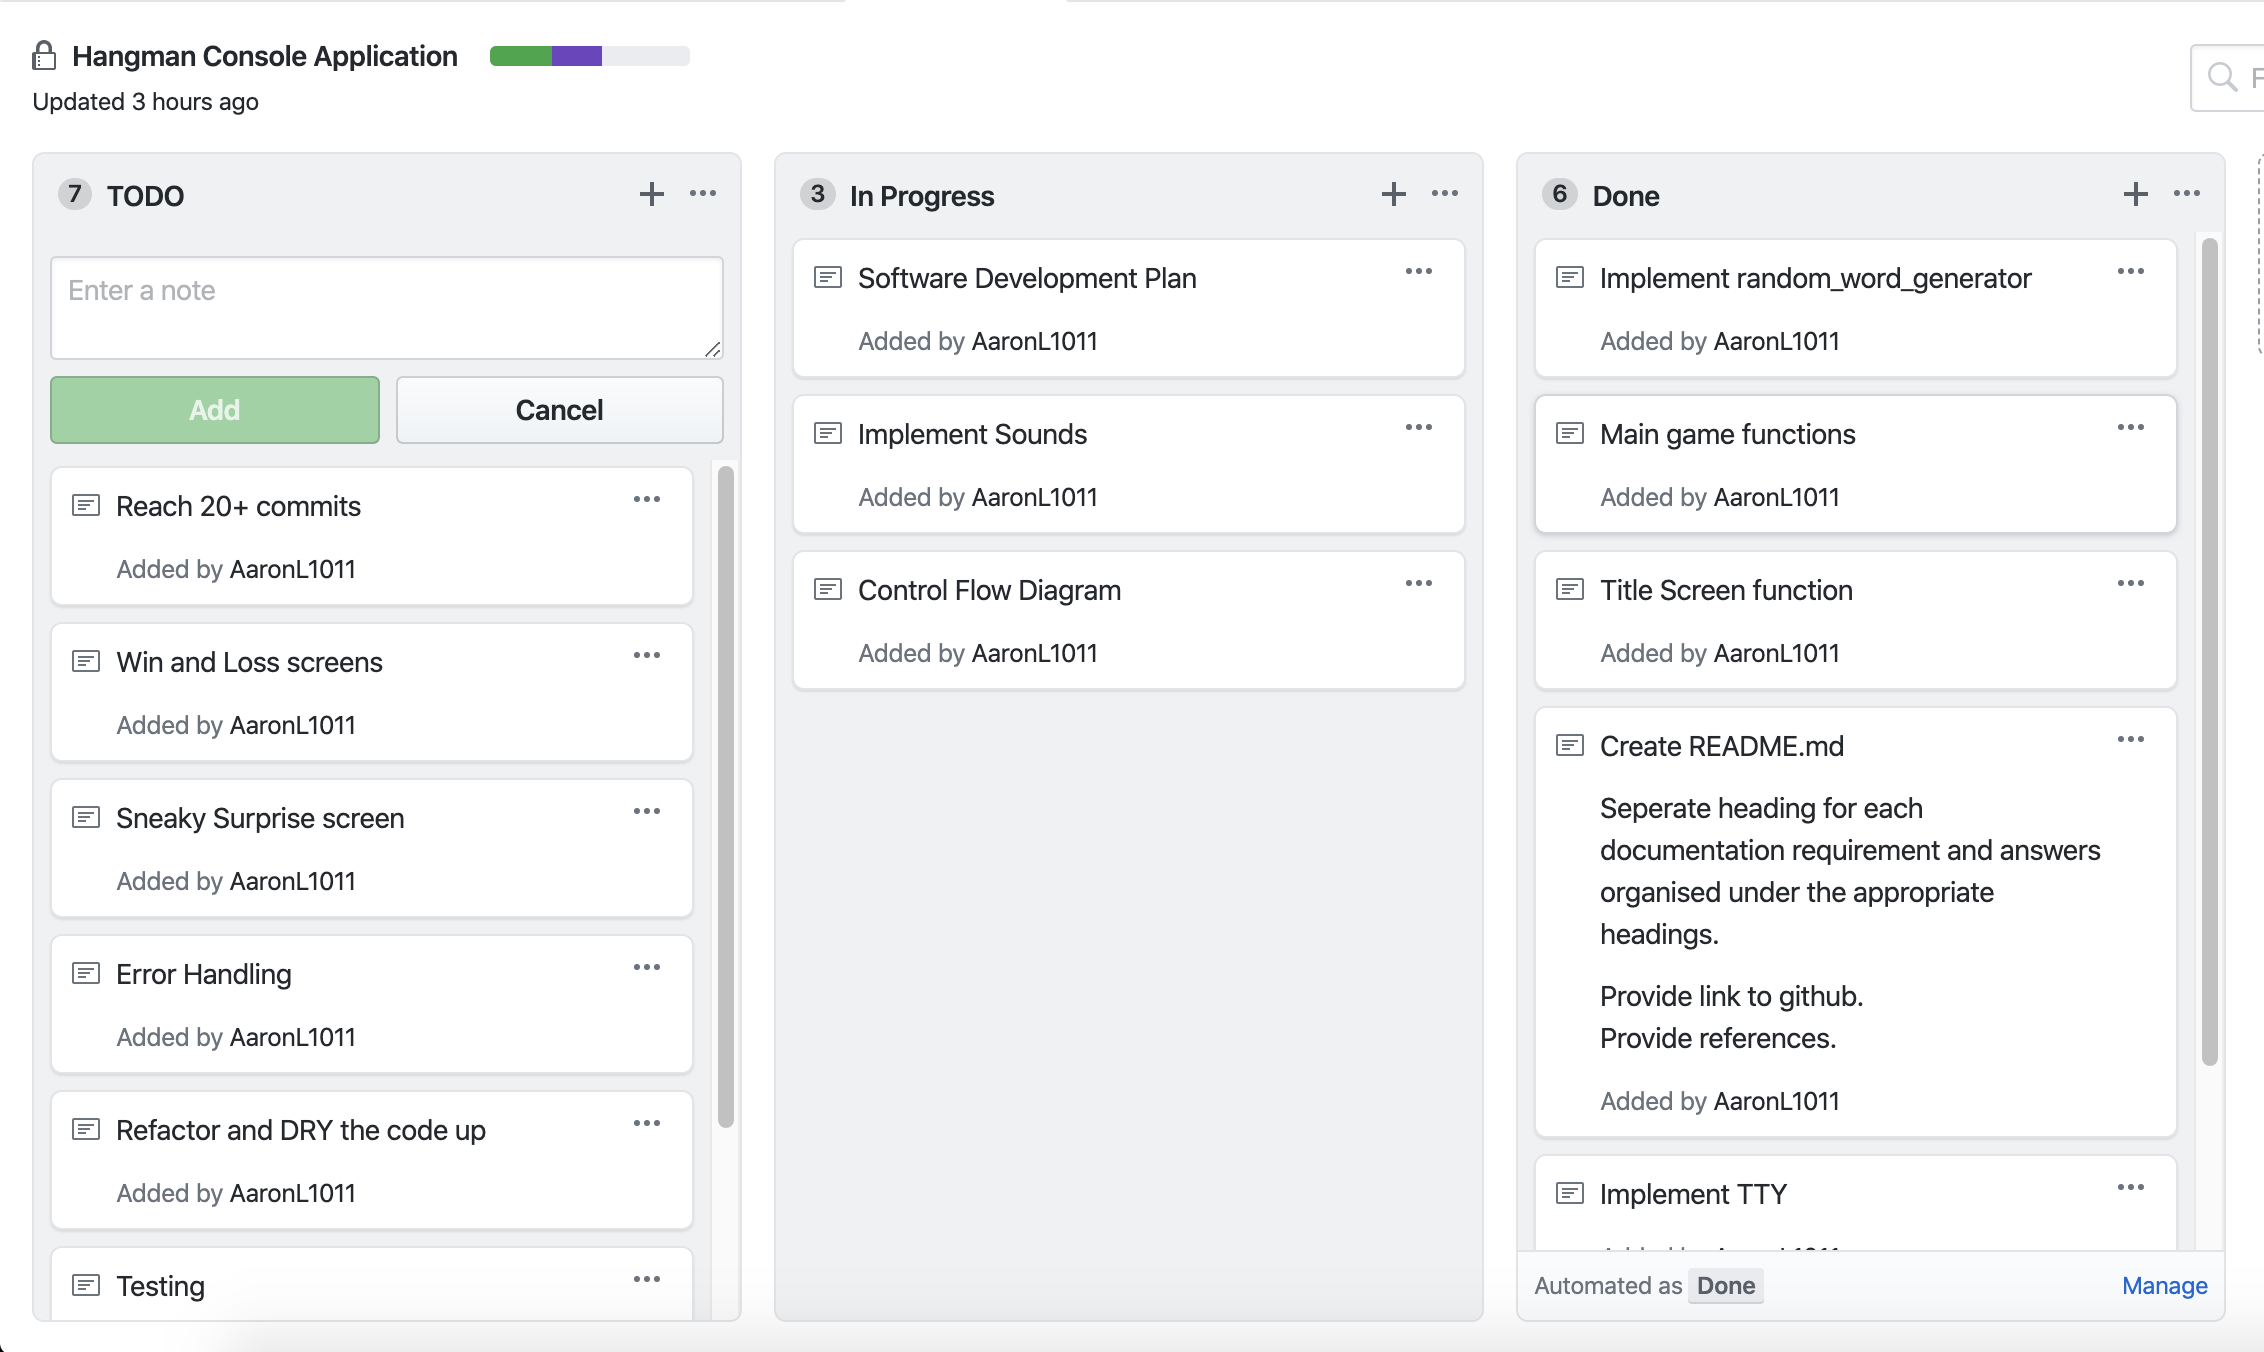 Hangman Console Application
Updated 3 hours ago
7 TODO
Enter a note
Add
Cancel
Reach 20+ commits
Added by AaronL1011
Win and Loss screens
Added by AaronL1011
Sneaky Surprise screen
Added by AaronL1011
Error Handling
Added by AaronL1011
Refactor and DRY the code up
Added by AaronL1011
Testing
3 In Progress
Software Development Plan
Added by AaronL1011
Implement Sounds
Added by AaronL1011
Control Flow Diagram
Added by AaronL1011
6 Done
Implement random_word_generator
Added by AaronL1011
Main game functions
Added by AaronL1011
Title Screen function
Added by AaronL1011
Create README.md
Seperate heading for each
documentation requirement and answers
organised under the appropriate
headings.
Provide link to github.
Provide references.
Added by AaronL1011
Implement TTY
Automated as Done
Manage